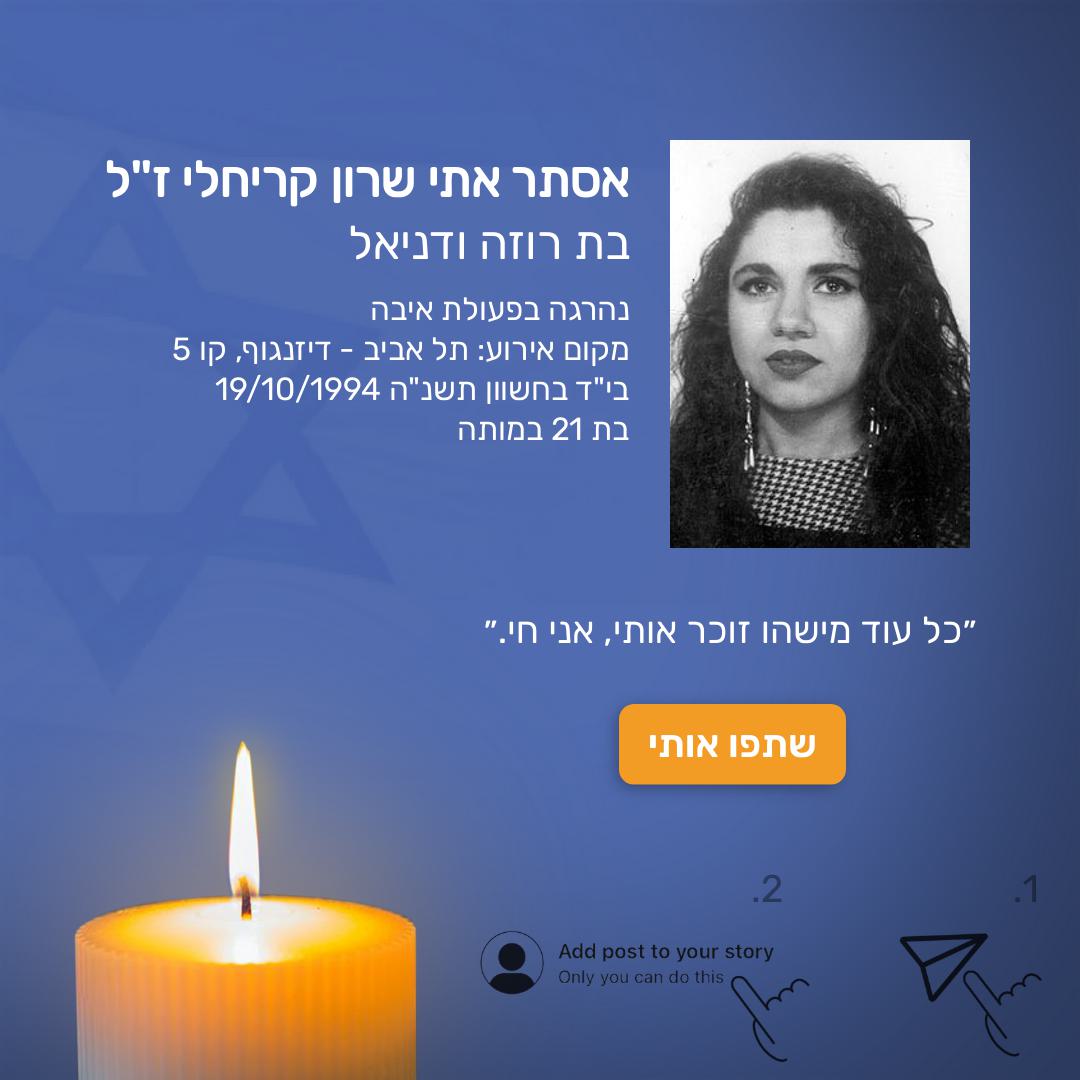 אסתר אתי שרון קריחלי ז"ל
בת רוזה ודניאל
נהרגה בפעולת איבה
מקום אירוע: תל אביב - דיזנגוף, קו 5
בי"ד בחשוון תשנ"ה 19/10/1994
בת 21 במותה
״כל עוד מישהו זוכר אותי, אני חי.״
שתפו אותי
1.
2.
Add post to your story
Only you can do this